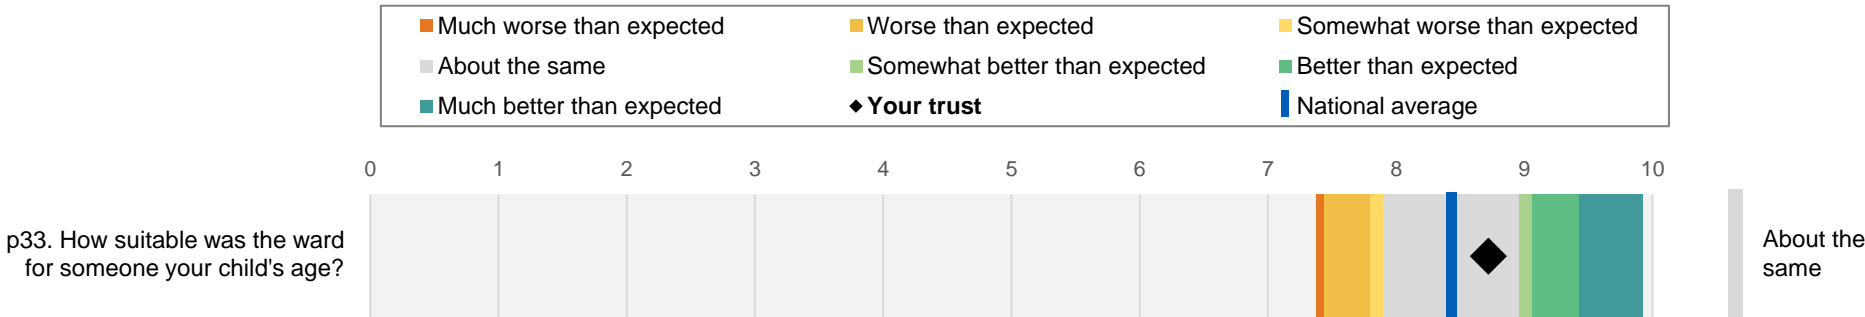 Much worse than expected
Worse than expected
Somewhat worse than expected
About the same
Somewhat better than expected
Better than expected
Much better than expected
Your trust
National average
0 1 2 3 4 5 6 7 8 9 10
p33. How suitable was the ward
for someone your child's age?
About the
same